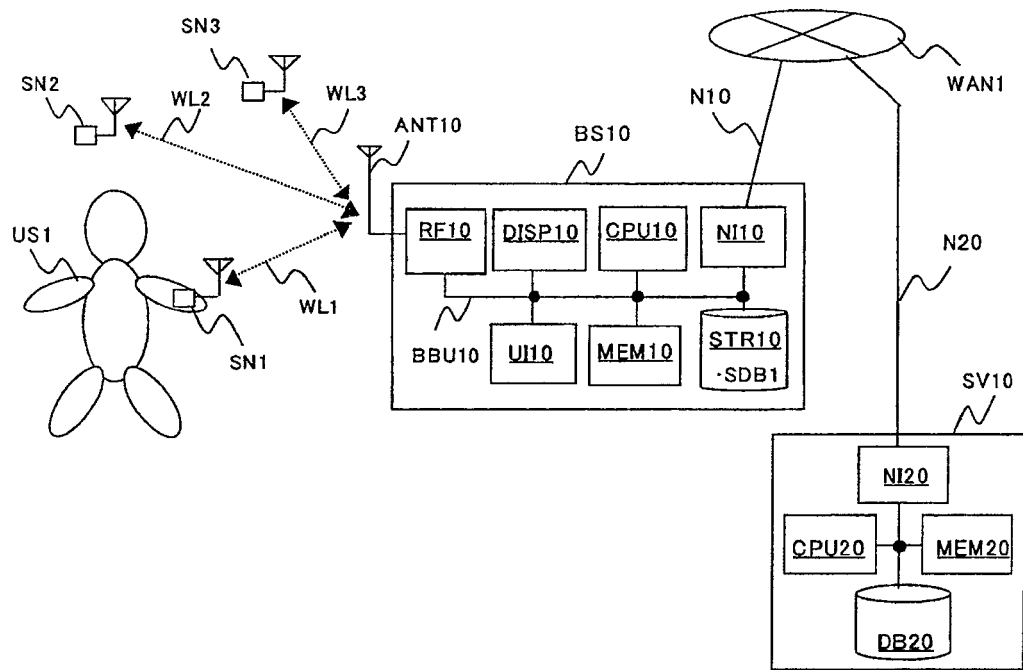 SN3
SN2
WL2
WL3
ANT10
BS10
N10
WAN1
RF10
DISP10
CPU10
NI10
US1
N20
WL1
SN1
BBU10
UI10
MEM10
STR10
·SDB1
SV10
NI20
CPU20
MEM20
DB20